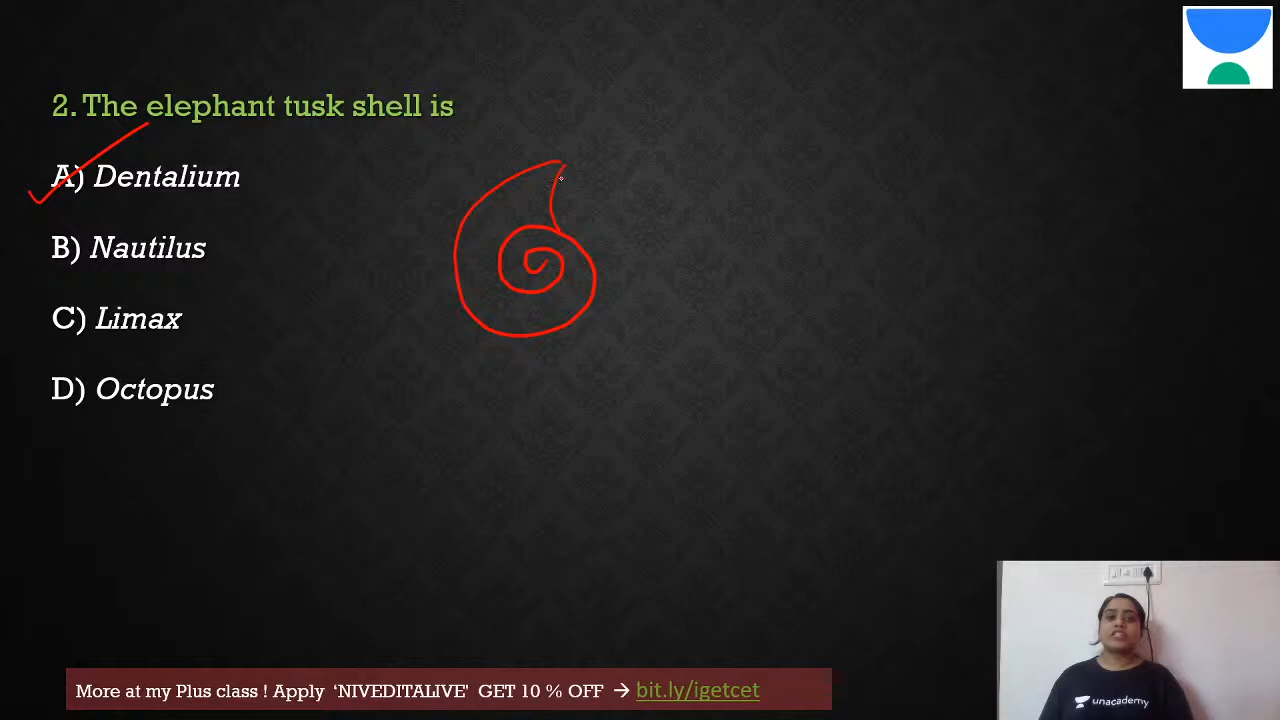 2. The elephant tusk shell is
A) Dentalium
B) Nautilus
C) Limax
D) Octopus
More at my Plus class ! Apply ‘NIVEDITALIVE’ GET 10 % OFF → bit.ly/igetcet
unacademy